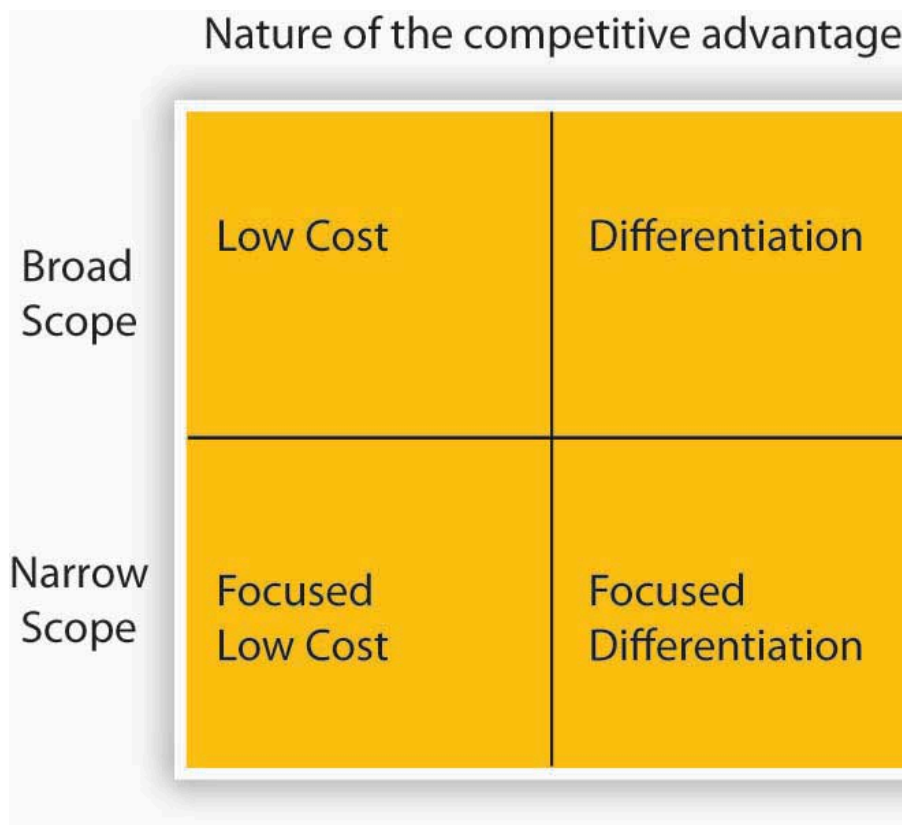 Nature of the competitive advantage
Low Cost
Differentiation
Broad
Scope
Narrow
Scope
Focused
Low Cost
Focused
Differentiation